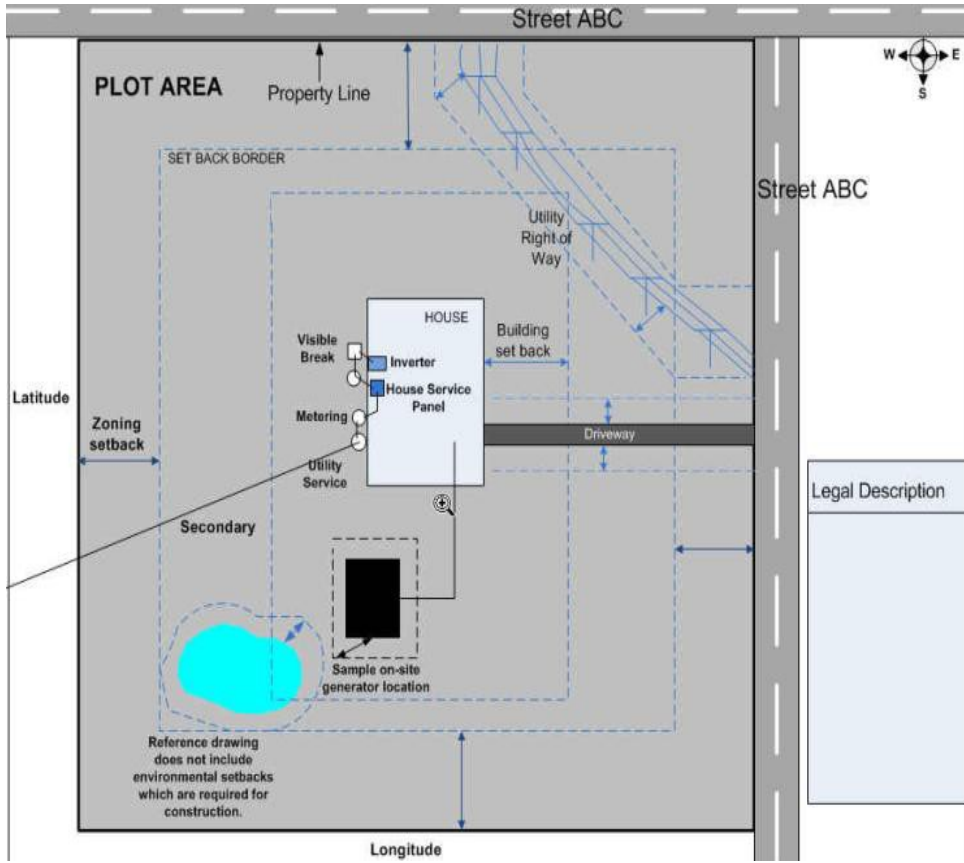 Street ABC
PLOT AREA
Property Line
W
E
S
SET BACK BORDER
Street ABC
Utility
Right of
Way
HOUSE
Visible
Break
Inverter
Building
set back
House Service
Panel
Latitude
Metering
Zoning
setback
Driveway
Utility
Service
Legal Description
Secondary
Sample on-site
generator location
Reference drawing
does not include
environmental setbacks
which are required for
construction.
Longitude